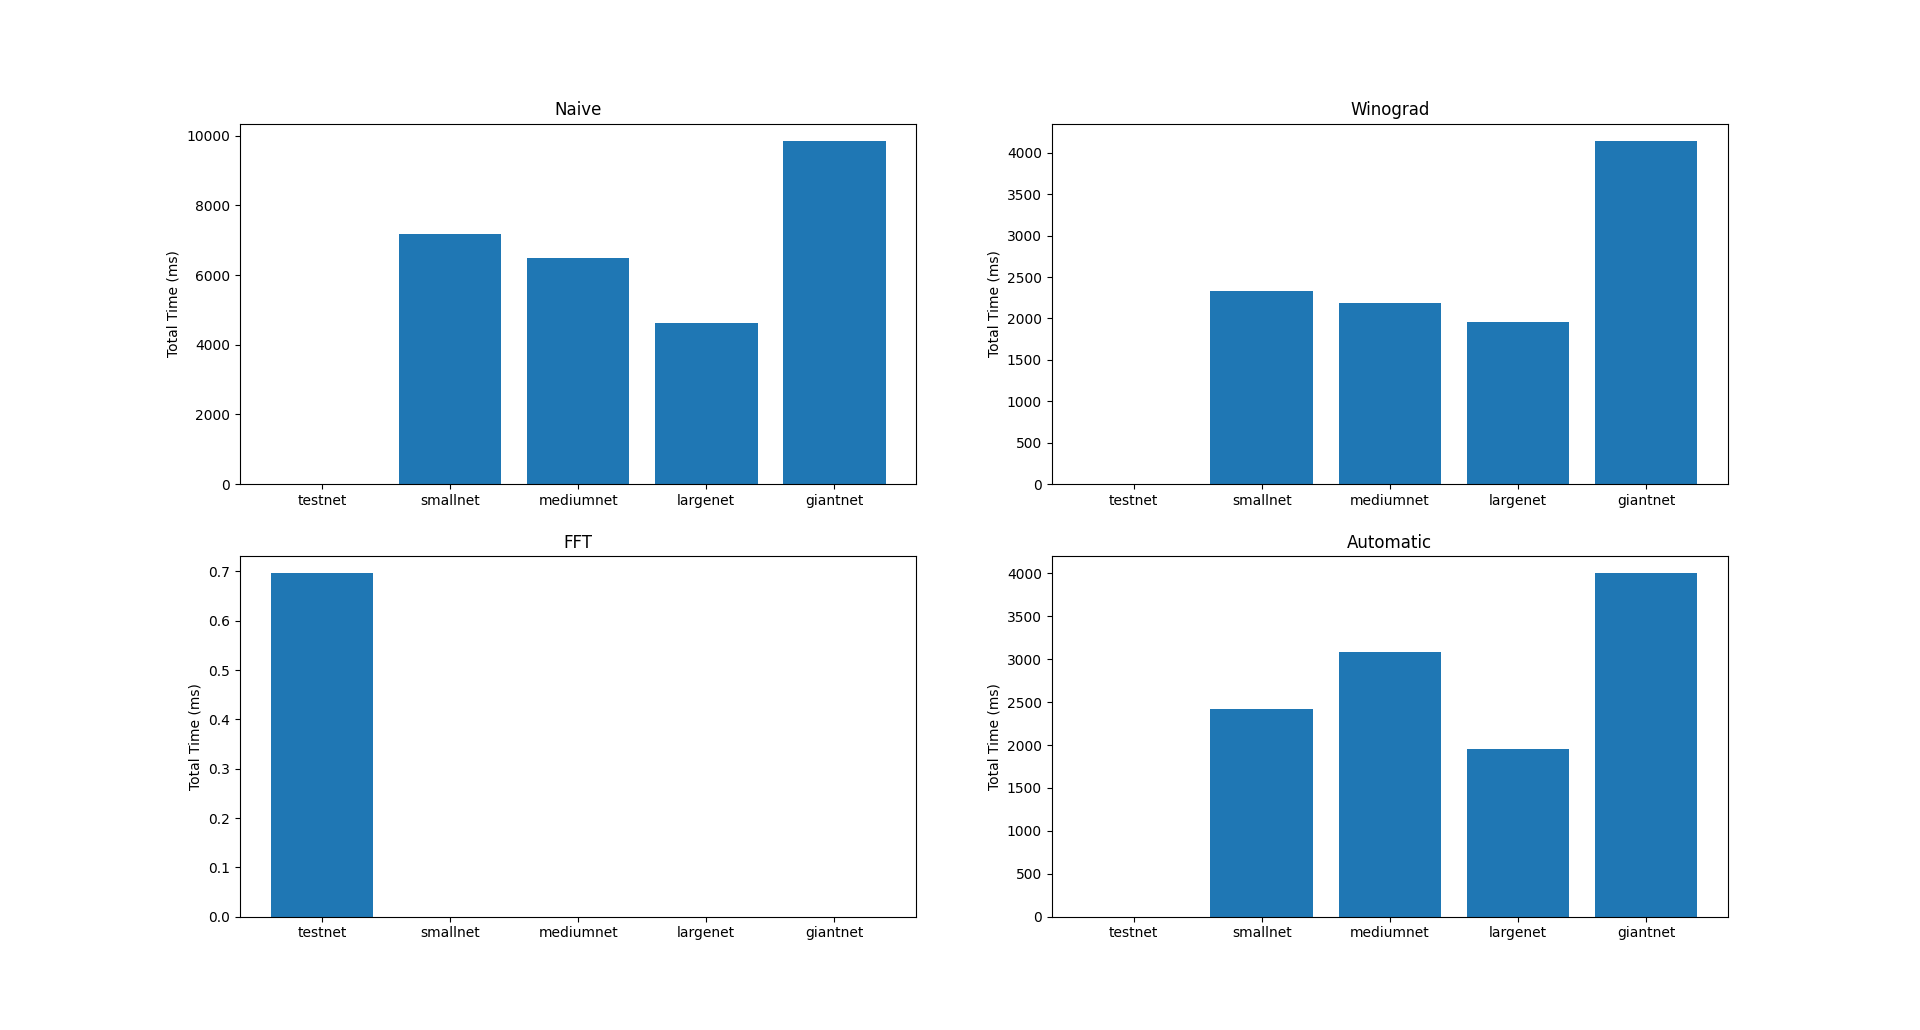 Naive
Total Time (ms)
10000
8000
6000
4000
2000
0
testnet smallnet mediumnet largenet giantnet
Winograd
Total Time (ms)
4000
3500
3000
2500
2000
1500
1000
500
0
testnet smallnet mediumnet largenet giantnet
FFT
Total Time (ms)
0.7
0.6
0.5
0.4
0.3
0.2
0.1
0.0
testnet smallnet mediumnet largenet giantnet
Automatic
Total Time (ms)
4000
3500
3000
2500
2000
1500
1000
500
0
testnet smallnet mediumnet largenet giantnet